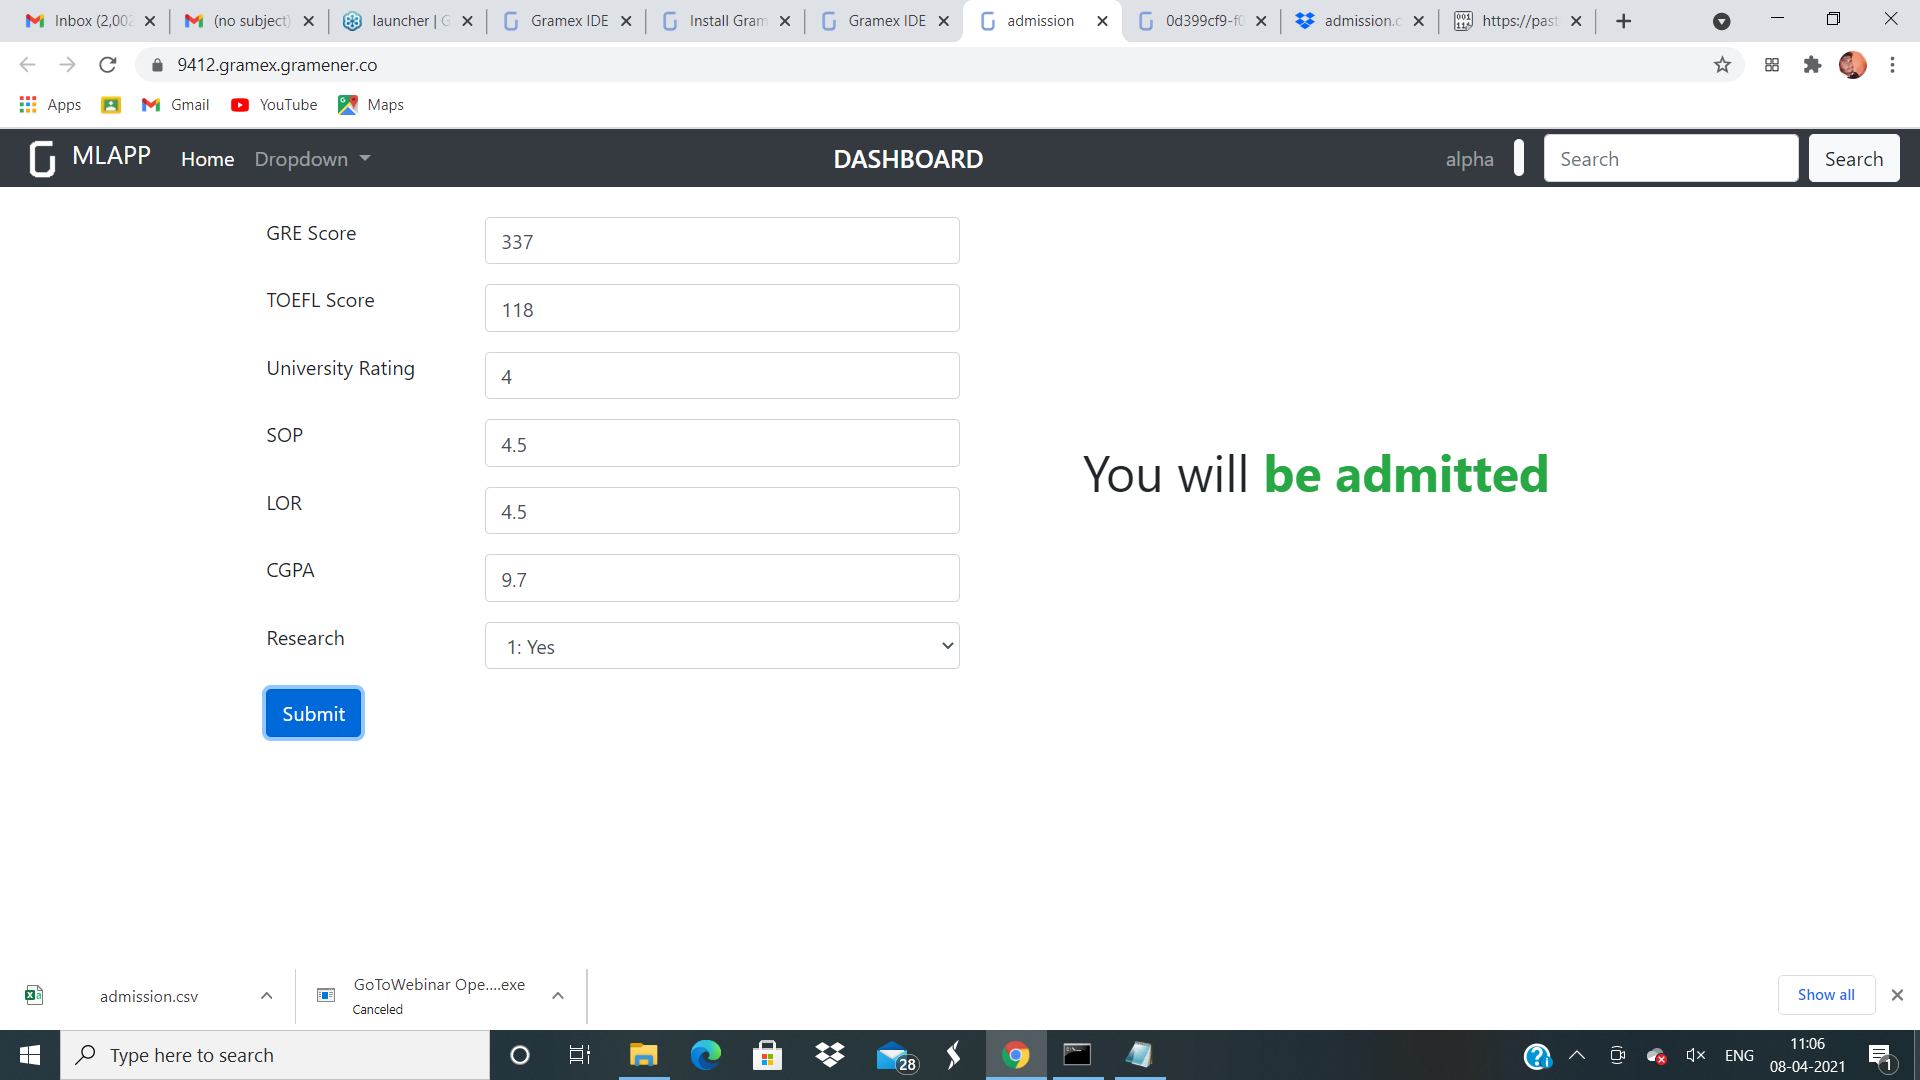 Inbox (2,002
(no subject)
launcher | G
Gramex IDE
Install Gram
Gramex IDE
admission
0d399cf9-f0
admission.c
https://past
9412.gramex.gramener.co
Apps
Gmail
YouTube
Maps
MLAPP
Home
Dropdown
DASHBOARD
alpha
Search
Search
GRE Score
337
TOEFL Score
118
University Rating
4
SOP
4.5
LOR
4.5
CGPA
9.7
Research
1: Yes
Submit
You will be admitted
admission.csv
GoToWebinar Ope....exe
Canceled
Show all
Type here to search
28
ENG
11:06
08-04-2021
1